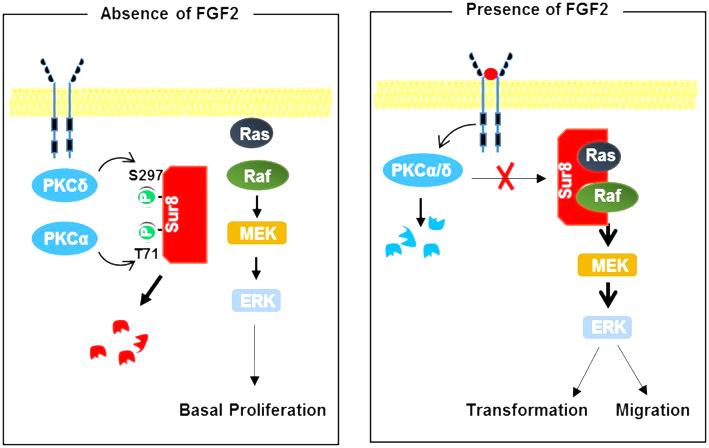 Absence of FGF2
Ras
PKCδ
S297
P
Sur8
Raf
PKCα
P
T71
MEK
ERK
Basal Proliferation
Presence of FGF2
PKCα/δ
Sur8
Ras
Raf
MEK
ERK
Transformation
Migration